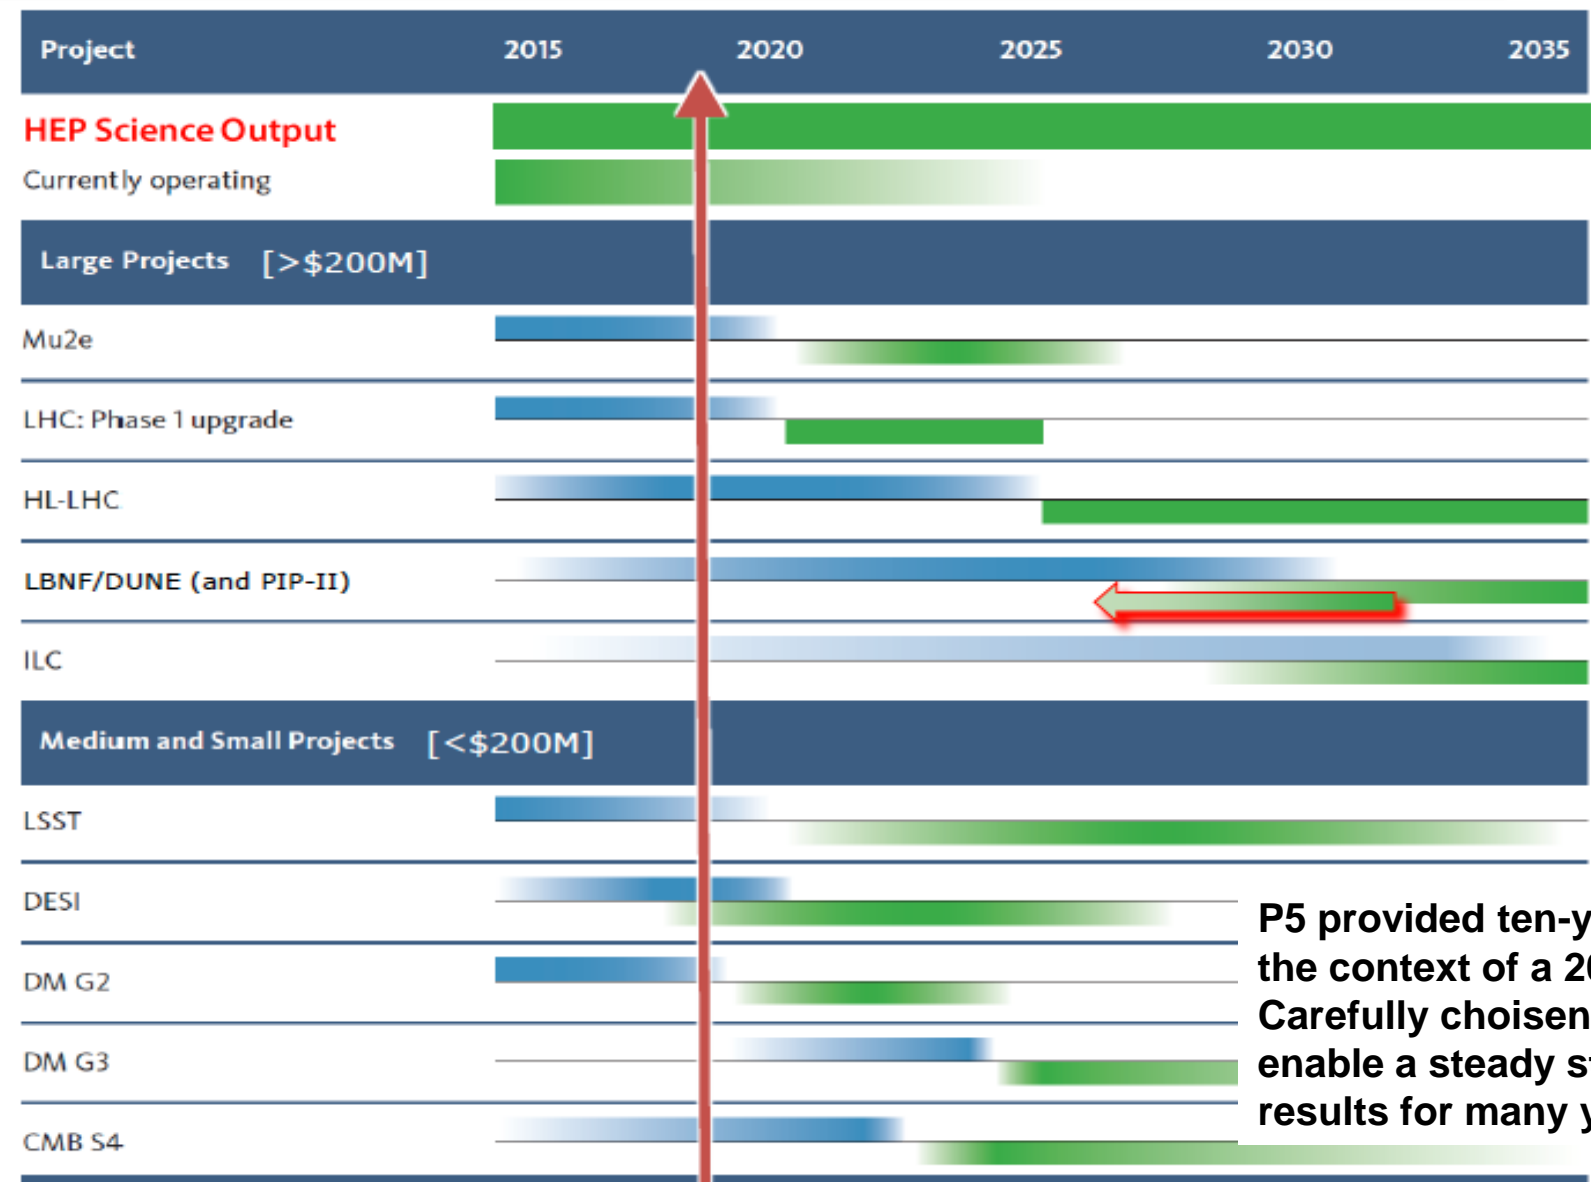 Project 2015 2020 2025 2030 2035
HEP Science Output
Currently operating
Large Projects [>$200M]
Mu2e
LHC: Phase 1 upgrade
HL-LHC
LBNF/DUNE (and PIP-II)
ILC
Medium and Small Projects [<$200M]
LSST
DESI
DM G2
DM G3
CMB S4
P5 provided ten-y
the context of a 20
Carefully choisen
enable a steady st
results for many y